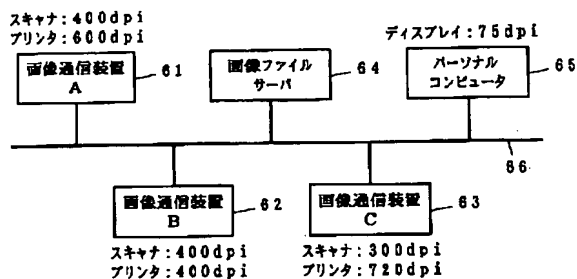 スキャナ:400dpi
プリンタ:600dpi
画像通信装置
A
61
画像ファイル
サーバ
64
ディスプレイ:75dpi
パーソナル
コンピュータ
65
66
画像通信装置
B
62
スキャナ:400dpi
プリンタ:400dpi
画像通信装置
C
63
スキャナ:300dpi
プリンタ:720dpi